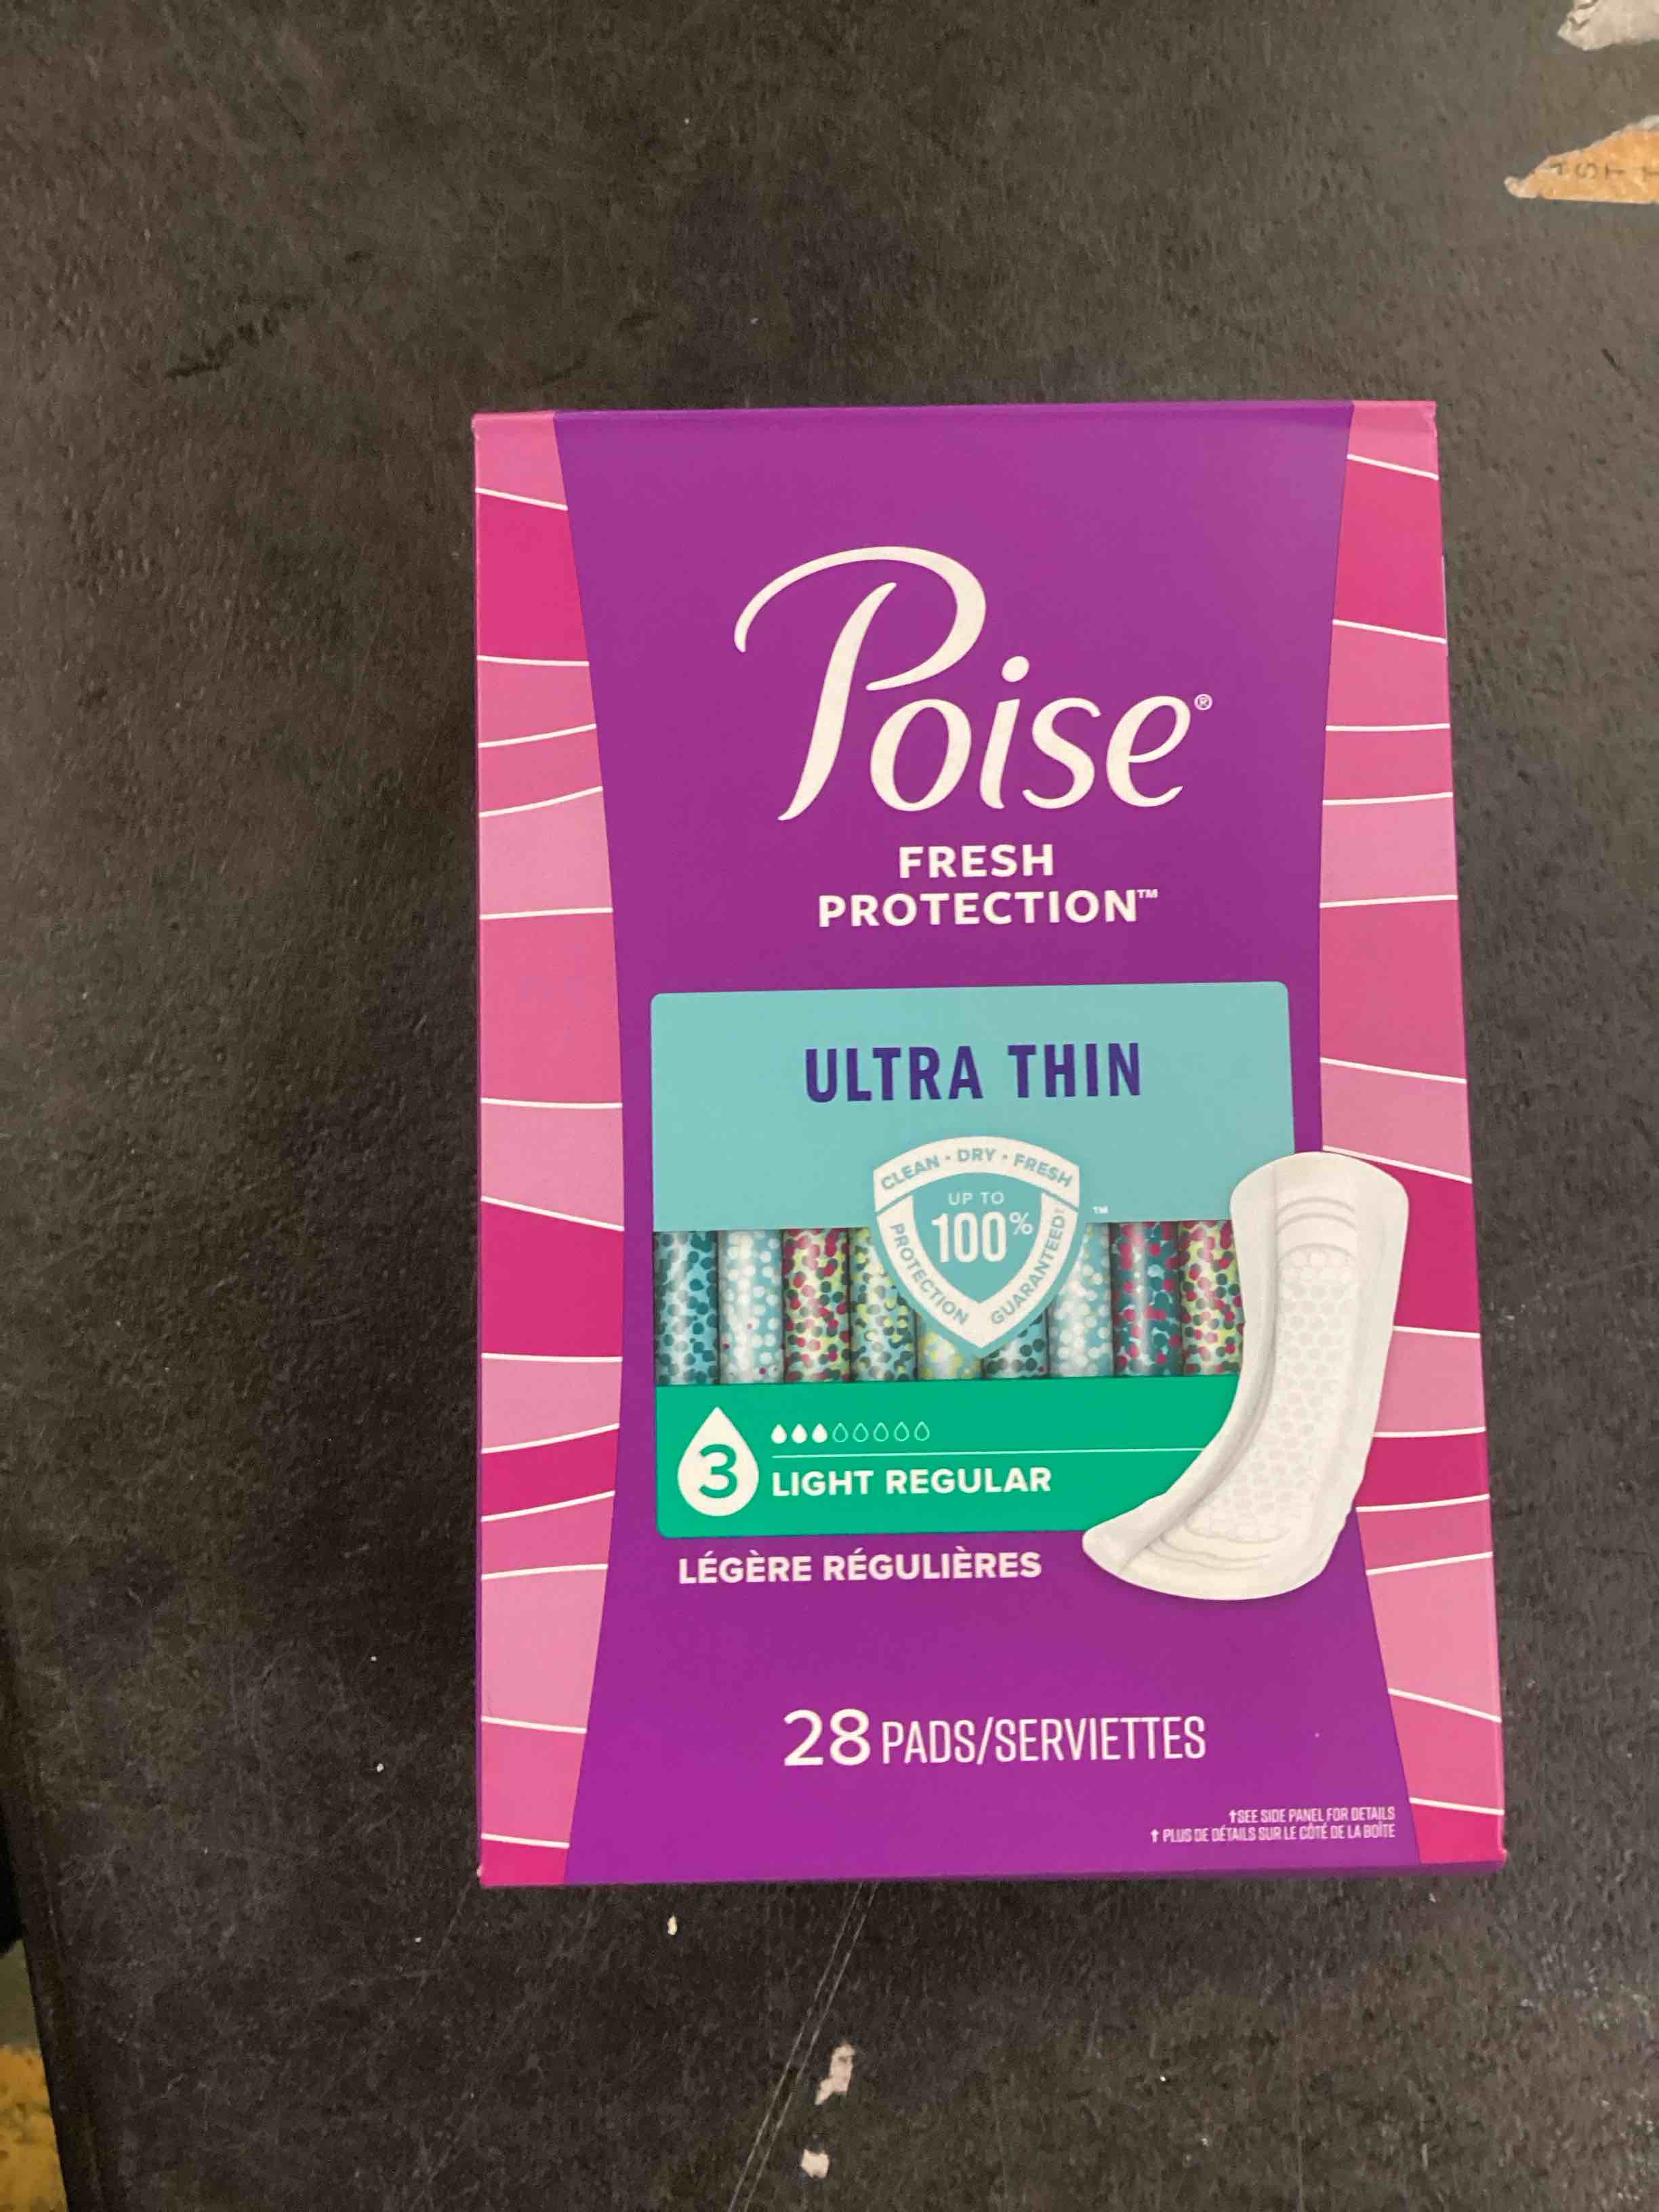 Poise®
FRESH
PROTECTION™
ULTRA THIN
CLEAN • DRY • FRESH
UP TO
100%
PROTECTION GUARANTEED†
™
3
LIGHT REGULAR
LÉGÈRE RÉGULIÈRES
28 PADS/SERVIETTES
†SEE SIDE PANEL FOR DETAILS
† PLUS DE DÉTAILS SUR LE CÔTÉ DE LA BOÎTE